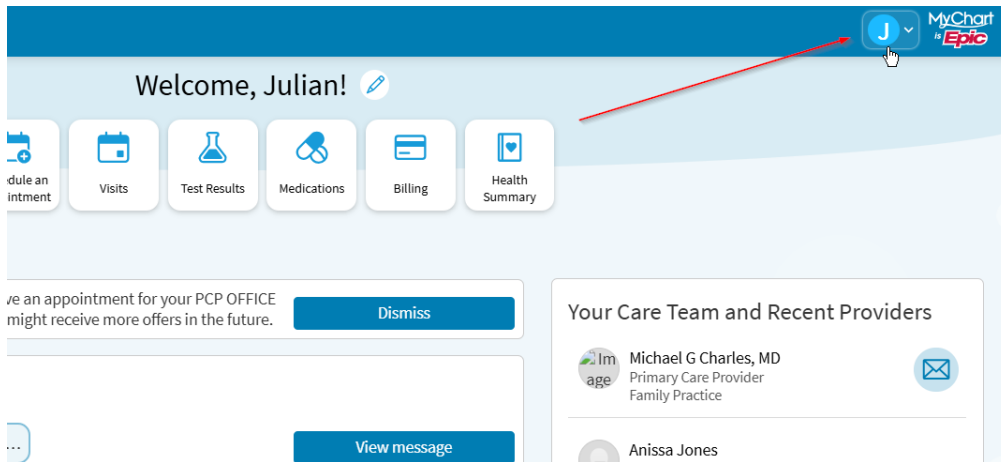 J
MyChart
is Epic
Welcome, Julian!
edule an
intment
Visits
Test Results
Medications
Billing
Health
Summary
ve an appointment for your PCP OFFICE
might receive more offers in the future.
Dismiss
...
View message
Your Care Team and Recent Providers
Im
age
Michael G Charles, MD
Primary Care Provider
Family Practice
Anissa Jones